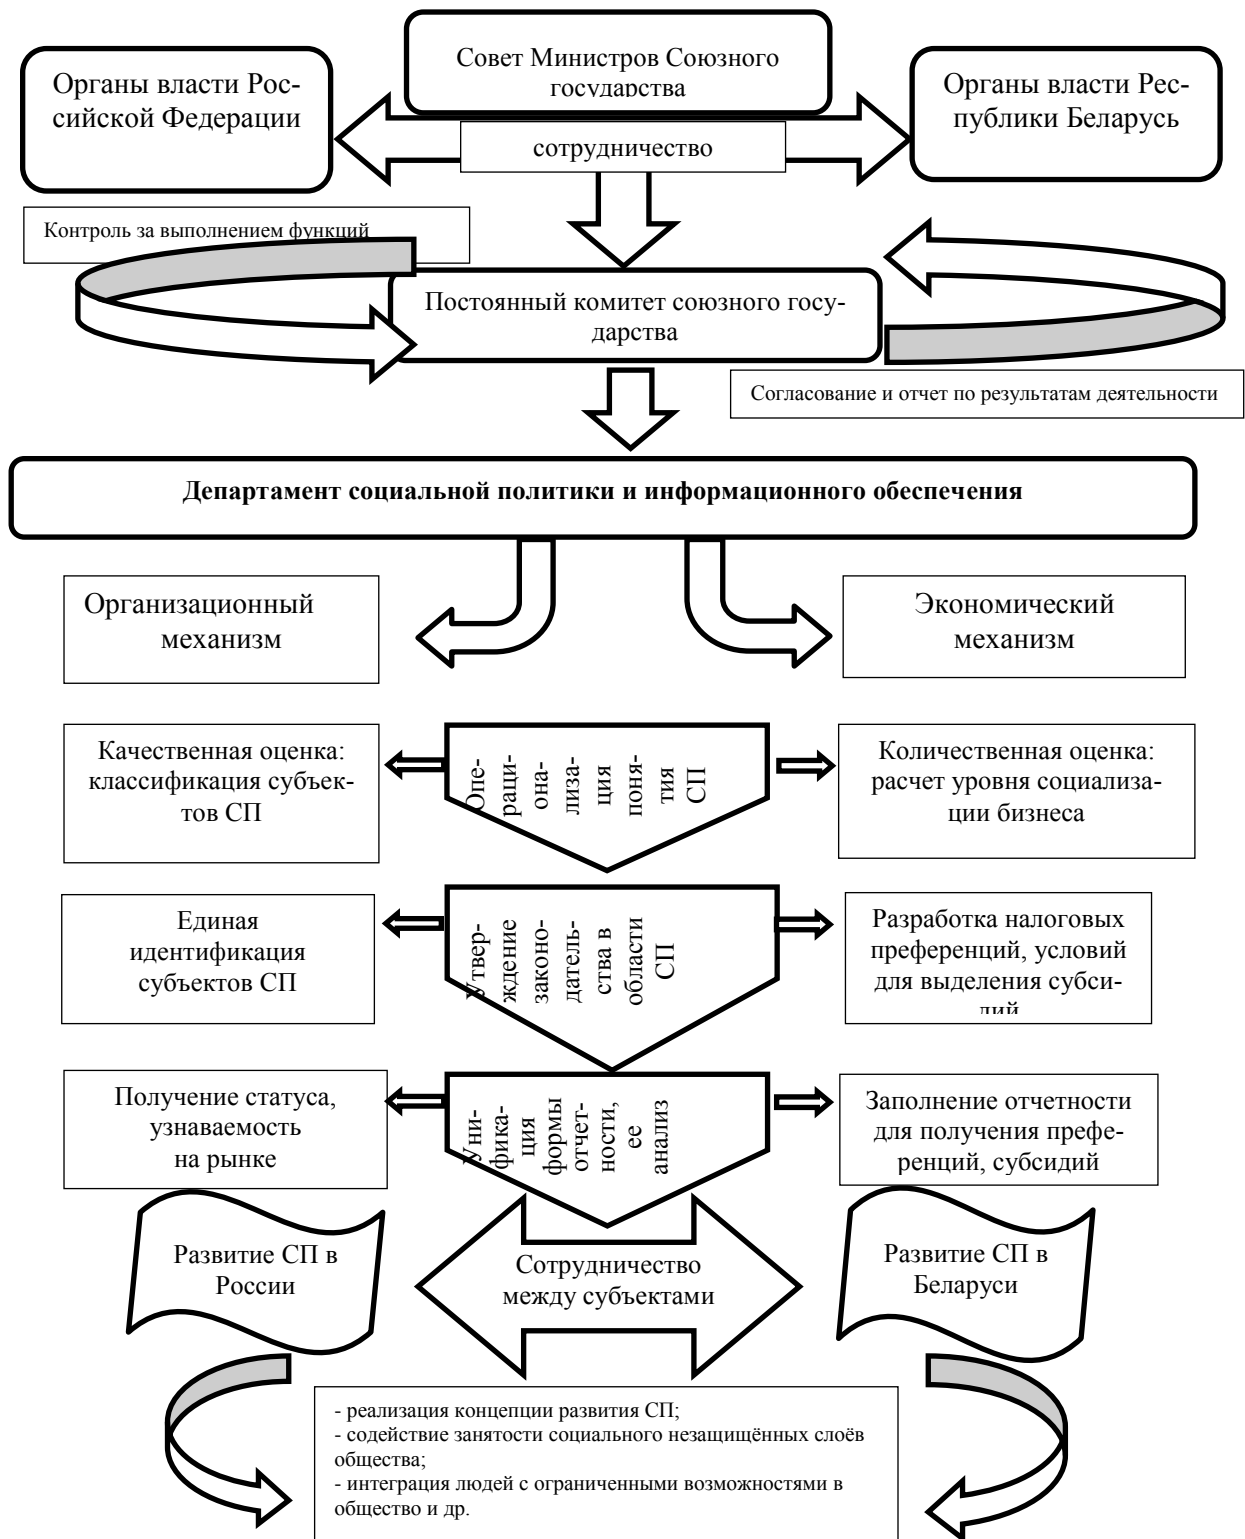 Совет Министров Союзного
государства
Органы власти Рос-
сийской Федерации
Органы власти Рес-
публики Беларусь
сотрудничество
Контроль за выполнением функций
Постоянный комитет союзного госу-
дарства
Согласование и отчет по результатам деятельности
Департамент социальной политики и информационного обеспечения
Организационный
механизм
Экономический
механизм
Качественная оценка:
классификация субъек-
тов СП
Опе-
раци-
она-
лиза-
ция
поня-
тия
СП
Количественная оценка:
расчет уровня социализа-
ции бизнеса
Единая
идентификация
субъектов СП
Утвер-
ждение
законо-
датель-
ства в
области
СП
Разработка налоговых
преференций, условий
для выделения субси-
дий
Получение статуса,
узнаваемость
на рынке
Уни-
фика-
ция
формы
отчет-
ности,
ее
анализ
Заполнение отчетности
для получения префе-
ренций, субсидий
Развитие СП в
России
Сотрудничество
между субъектами
Развитие СП в
Беларуси
- реализация концепции развития СП;
- содействие занятости социального незащищённых слоёв
общества;
- интеграция людей с ограниченными возможностями в
общество и др.